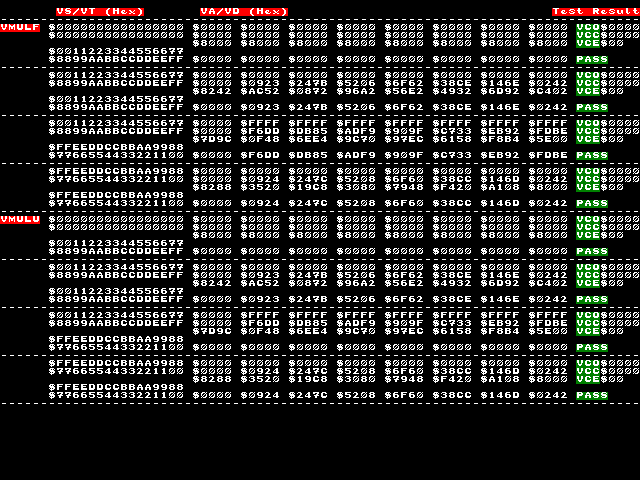 VS/VT (Hex) VA/VD (Hex) Test Result
VMULF $0000000000000000 $0000 $0000 $0000 $0000 $0000 $0000 $0000 $0000 VCO$0000
$0000000000000000 $0000 $0000 $0000 $0000 $0000 $0000 $0000 $0000 VCC$0000
$8000 $8000 $8000 $8000 $8000 $8000 $8000 $8000 VCE$00
$0011223344556677
$8899AABBCCDDEEFF $0000 $0000 $0000 $0000 $0000 $0000 $0000 $0000 PASS
$0011223344556677 $0000 $0000 $0000 $0000 $0000 $0000 $0000 $0000 VCO$0000
$8899AABBCCDDEEFF $0000 $0923 $247B $5206 $6F62 $38CE $146E $0242 VCC$0000
$8242 $AC52 $0872 $96A2 $56E2 $4932 $6D92 $C402 VCE$00
$0011223344556677
$8899AABBCCDDEEFF $0000 $0923 $247B $5206 $6F62 $38CE $146E $0242 PASS
$0011223344556677 $0000 $FFFF $FFFF $FFFF $FFFF $FFFF $FFFF $FFFF VCO$0000
$8899AABBCCDDEEFF $0000 $F6DD $DB85 $ADF9 $909F $C733 $EB92 $FDBE VCC$0000
$7D9C $0F48 $6EE4 $9C70 $97EC $6158 $F8B4 $5E00 VCE$00
$FFEEDDCCBBAA9988
$7766554433221100 $0000 $F6DD $DB85 $ADF9 $909F $C733 $EB92 $FDBE PASS
$FFEEDDCCBBAA9988 $0000 $0000 $0000 $0000 $0000 $0000 $0000 $0000 VCO$0000
$7766554433221100 $0000 $0924 $247C $5208 $6F60 $38CC $146D $0242 VCC$0000
$8288 $3520 $19C8 $3080 $7948 $F420 $A108 $8000 VCE$00
$FFEEDDCCBBAA9988
$7766554433221100 $0000 $0924 $247C $5208 $6F60 $38CC $146D $0242 PASS
VMULU $0000000000000000 $0000 $0000 $0000 $0000 $0000 $0000 $0000 $0000 VCO$0000
$0000000000000000 $0000 $0000 $0000 $0000 $0000 $0000 $0000 $0000 VCC$0000
$8000 $8000 $8000 $8000 $8000 $8000 $8000 $8000 VCE$00
$0011223344556677
$8899AABBCCDDEEFF $0000 $0000 $0000 $0000 $0000 $0000 $0000 $0000 PASS
$0011223344556677 $0000 $0000 $0000 $0000 $0000 $0000 $0000 $0000 VCO$0000
$8899AABBCCDDEEFF $0000 $0923 $247B $5206 $6F62 $38CE $146E $0242 VCC$0000
$8242 $AC52 $0872 $96A2 $56E2 $4932 $6D92 $C402 VCE$00
$0011223344556677
$8899AABBCCDDEEFF $0000 $0923 $247B $5206 $6F62 $38CE $146E $0242 PASS
$0011223344556677 $0000 $FFFF $FFFF $FFFF $FFFF $FFFF $FFFF $FFFF VCO$0000
$8899AABBCCDDEEFF $0000 $F6DD $DB85 $ADF9 $909F $C733 $EB92 $FDBE VCC$0000
$7D9C $0F48 $6EE4 $9C70 $97EC $6158 $F8B4 $5E00 VCE$00
$FFEEDDCCBBAA9988
$7766554433221100 $0000 $0000 $0000 $0000 $0000 $0000 $0000 $0000 PASS
$FFEEDDCCBBAA9988 $0000 $0000 $0000 $0000 $0000 $0000 $0000 $0000 VCO$0000
$7766554433221100 $0000 $0924 $247C $5208 $6F60 $38CC $146D $0242 VCC$0000
$8288 $3520 $19C8 $3080 $7948 $F420 $A108 $8000 VCE$00
$FFEEDDCCBBAA9988
$7766554433221100 $0000 $0924 $247C $5208 $6F60 $38CC $146D $0242 PASS